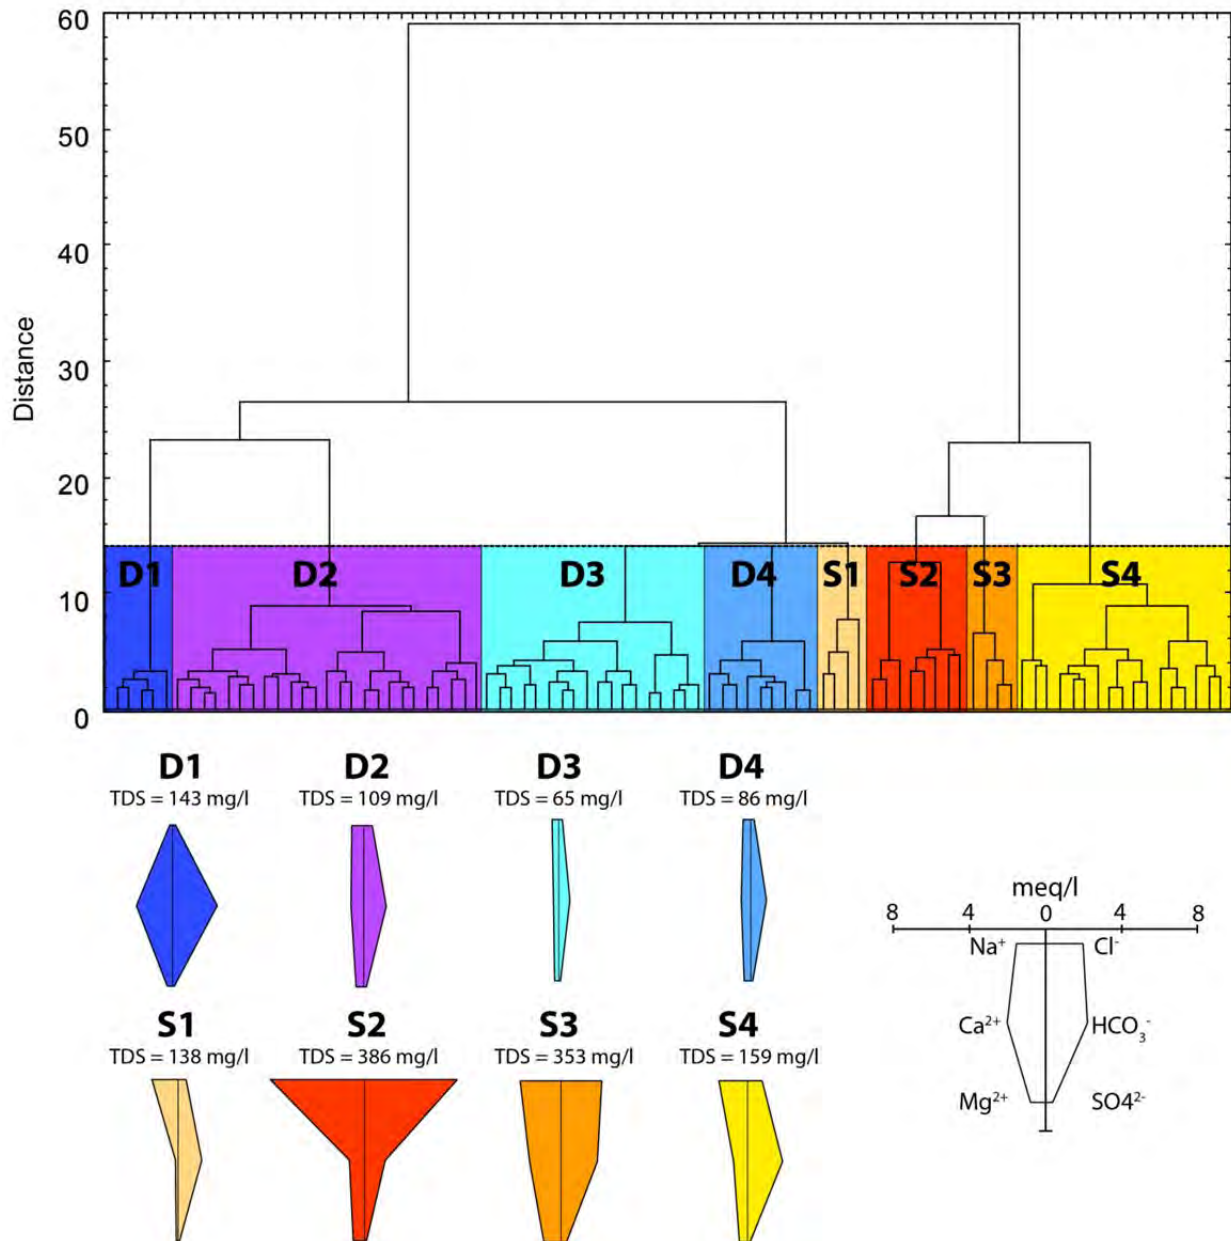 60
50
40
30
20
10
0
Distance
D1 D2 D3 D4 S1 S2 S3 S4
D1 D2 D3 D4
TDS = 143 mg/l TDS = 109 mg/l TDS = 65 mg/l TDS = 86 mg/l
S1 S2 S3 S4
TDS = 138 mg/l TDS = 386 mg/l TDS = 353 mg/l TDS = 159 mg/l
meq/l
8 4 0 4 8
Na⁺ Cl⁻
Ca²⁺ HCO₃⁻
Mg²⁺ SO4²⁻